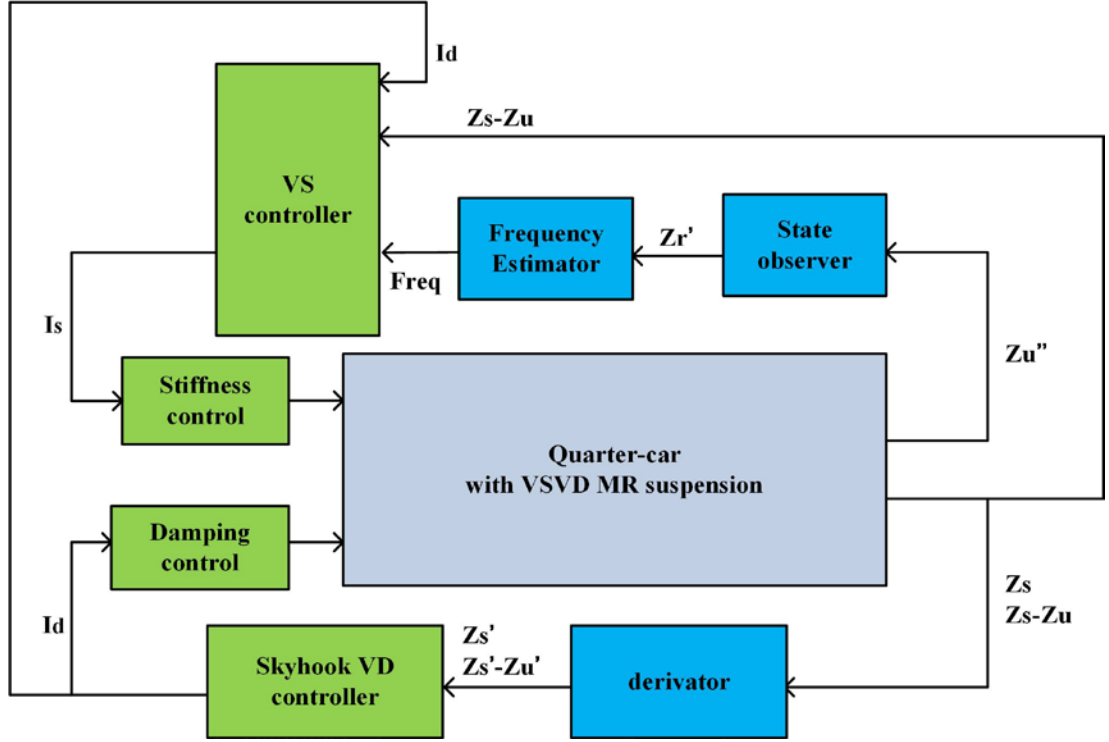 Id
Zs-Zu
VS
controller
Frequency
Estimator
Zr’
State
observer
Freq
Is
Zu’’
Stiffness
control
Quarter-car
with VSVD MR suspension
Damping
control
Id
Zs
Zs-Zu
Skyhook VD
controller
Zs’
Zs’-Zu’
derivator